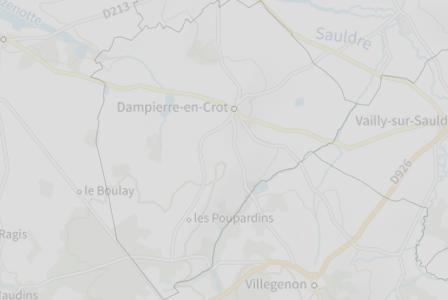 D213
Sauldre
Dampierre-en-Crot
Vailly-sur-Sauld
D926
le Boulay
les Poupardins
Ragis
Villegenon